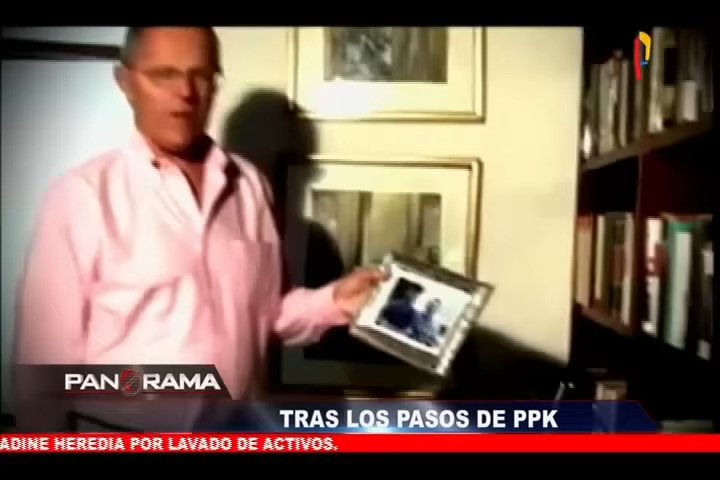 PANORAMA
TRAS LOS PASOS DE PPK
ADINE HEREDIA POR LAVADO DE ACTIVOS.